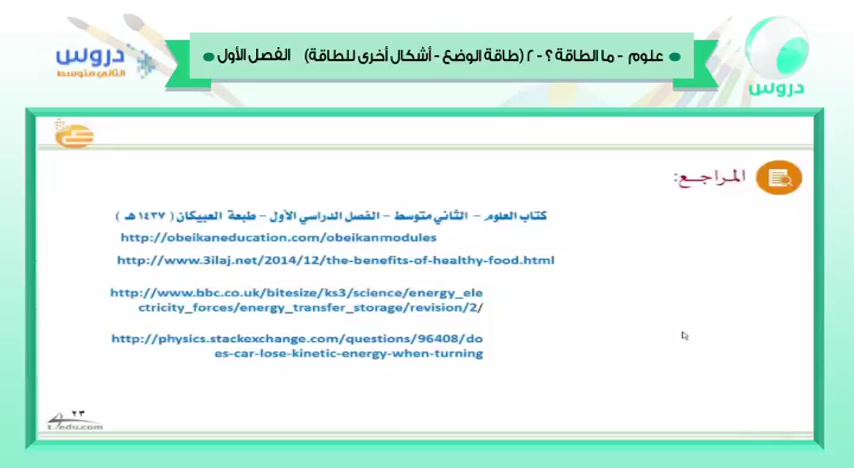 علوم - ما الطاقة ؟ - ٢ (طاقة الوضع - أشكال أخرى للطاقة) الفصل الأول
دروس
الثاني متوسط
دروس
المراجع:
كتاب العلوم – الثاني متوسط – الفصل الدراسي الأول – طبعة العبيكان ( ١٤٣٧ هـ )
http://obeikaneducation.com/obeikanmodules
http://www.3ilaj.net/2014/12/the-benefits-of-healthy-food.html
http://www.bbc.co.uk/bitesize/ks3/science/energy_ele
ctricity_forces/energy_transfer_storage/revision/2/
http://physics.stackexchange.com/questions/96408/do
es-car-lose-kinetic-energy-when-turning
٢٣